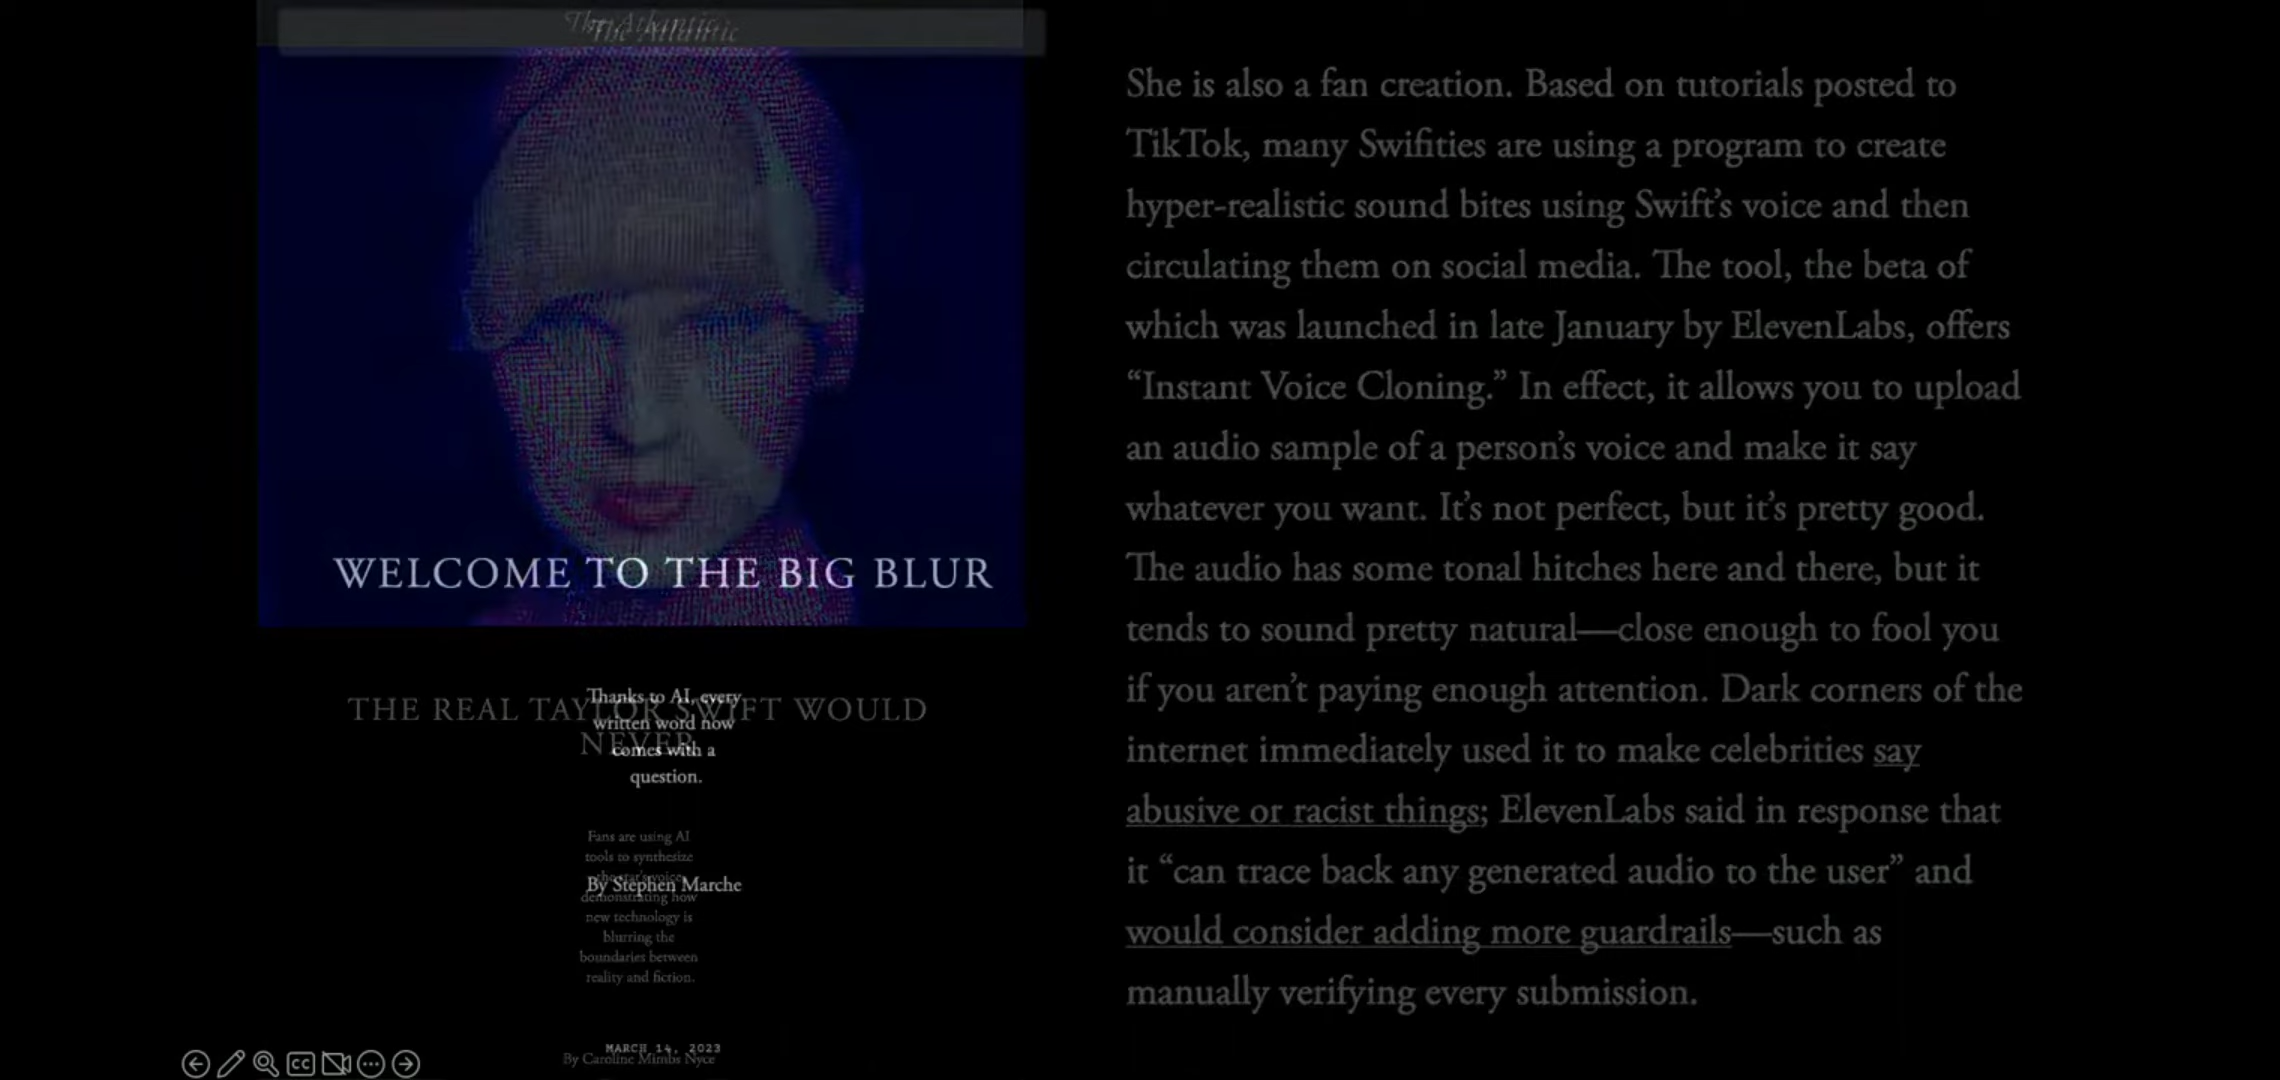 The Atlantic
The Atlantic
WELCOME TO THE BIG BLUR
THE REAL TAYLOR SWIFT WOULD
NEVER
Thanks to AI, every
written word now
comes with a
question.
Fans are using AI
tools to synthesize
the star's voice,
demonstrating how
new technology is
blurring the
boundaries between
reality and fiction.
By Stephen Marche
MARCH 14, 2023
By Caroline Mimbs Nyce
CC
She is also a fan creation. Based on tutorials posted to
TikTok, many Swifities are using a program to create
hyper-realistic sound bites using Swift’s voice and then
circulating them on social media. The tool, the beta of
which was launched in late January by ElevenLabs, offers
“Instant Voice Cloning.” In effect, it allows you to upload
an audio sample of a person’s voice and make it say
whatever you want. It’s not perfect, but it’s pretty good.
The audio has some tonal hitches here and there, but it
tends to sound pretty natural—close enough to fool you
if you aren’t paying enough attention. Dark corners of the
internet immediately used it to make celebrities say
abusive or racist things; ElevenLabs said in response that
it “can trace back any generated audio to the user” and
would consider adding more guardrails—such as
manually verifying every submission.